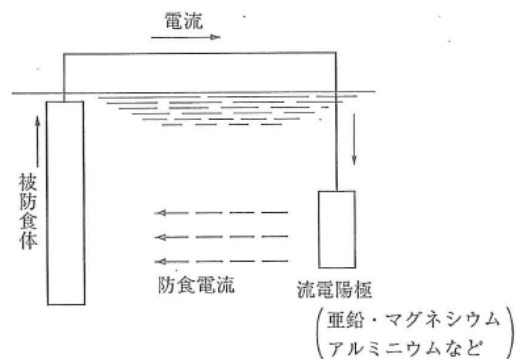 電流
被防食体
防食電流
流電陽極
(亜鉛・マグネシウム
アルミニウムなど)